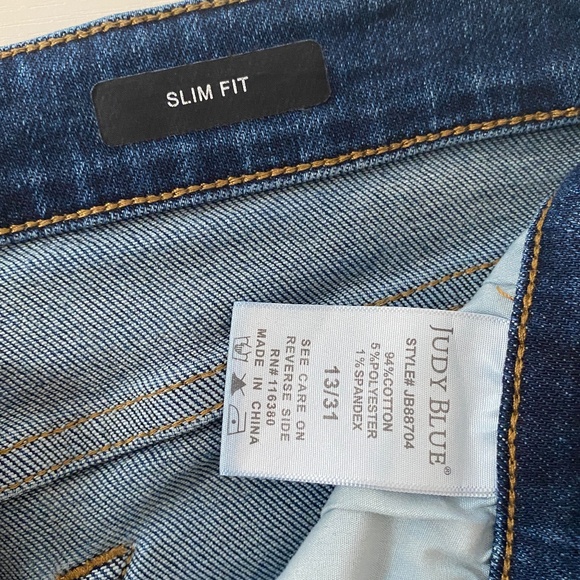 SLIM FIT
JUDY BLUE®
STYLE# JB88704
94%COTTON
5%POLYESTER
1%SPANDEX
13/31
SEE CARE ON
REVERSE SIDE
RN# 116380
MADE IN CHINA